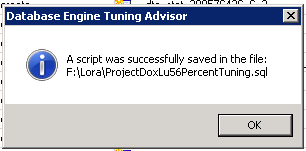 Database Engine Tuning Advisor
A script was successfully saved in the file:
F:\Lora\ProjectDoxLu56PercentTuning.sql
OK